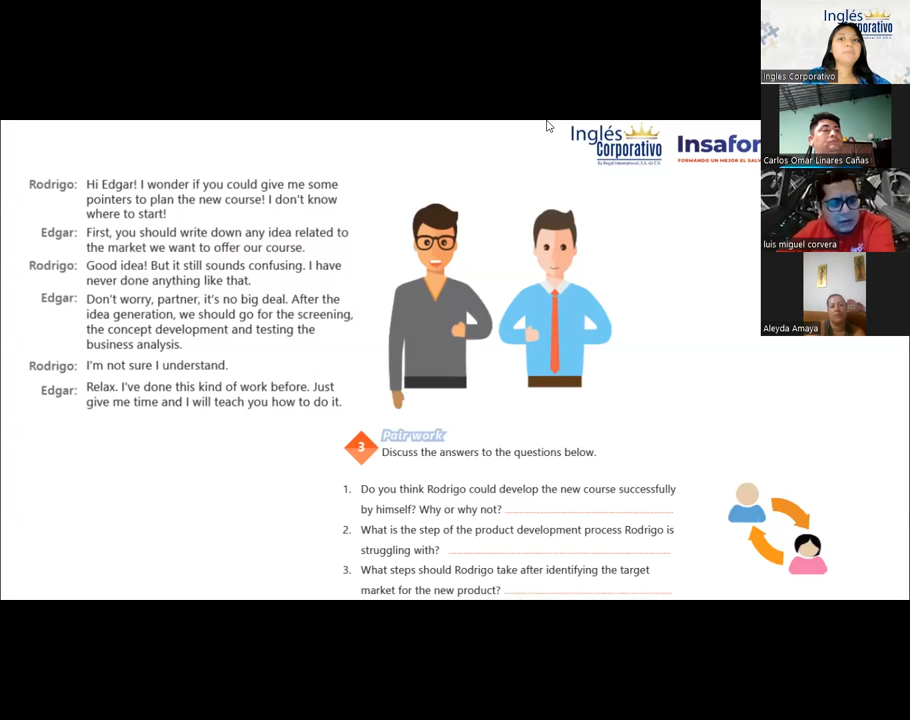 Inglés
Corporativo
By Regal International, S.A. de C.V.
Insafor
FORMANDO UN MEJOR EL SALV
Inglés
Corporativo
Ingles Corporativo
Carlos Omar Linares Cañas
luis miguel corvera
Aleyda Amaya
Rodrigo: Hi Edgar! I wonder if you could give me some
pointers to plan the new course! I don't know
where to start!
Edgar: First, you should write down any idea related to
the market we want to offer our course.
Rodrigo: Good idea! But it still sounds confusing. I have
never done anything like that.
Edgar: Don't worry, partner, it's no big deal. After the
idea generation, we should go for the screening,
the concept development and testing the
business analysis.
Rodrigo: I'm not sure I understand.
Edgar: Relax. I've done this kind of work before. Just
give me time and I will teach you how to do it.
3
Pair work
Discuss the answers to the questions below.
1. Do you think Rodrigo could develop the new course successfully
by himself? Why or why not?
2. What is the step of the product development process Rodrigo is
struggling with?
3. What steps should Rodrigo take after identifying the target
market for the new product?